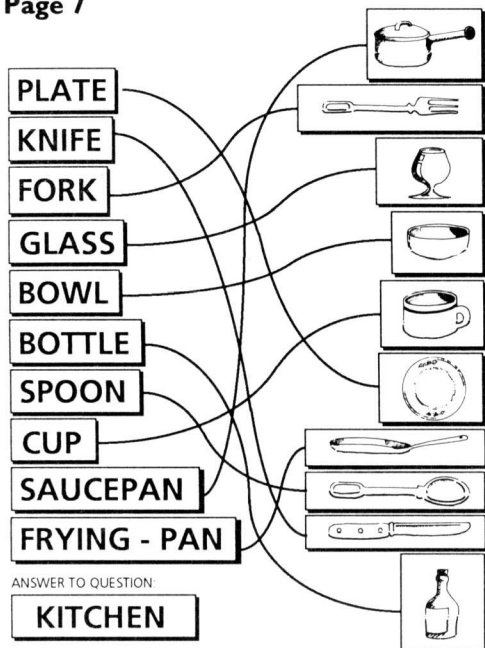 Page 7
PLATE
KNIFE
FORK
GLASS
BOWL
BOTTLE
SPOON
CUP
SAUCEPAN
FRYING - PAN
ANSWER TO QUESTION:
KITCHEN